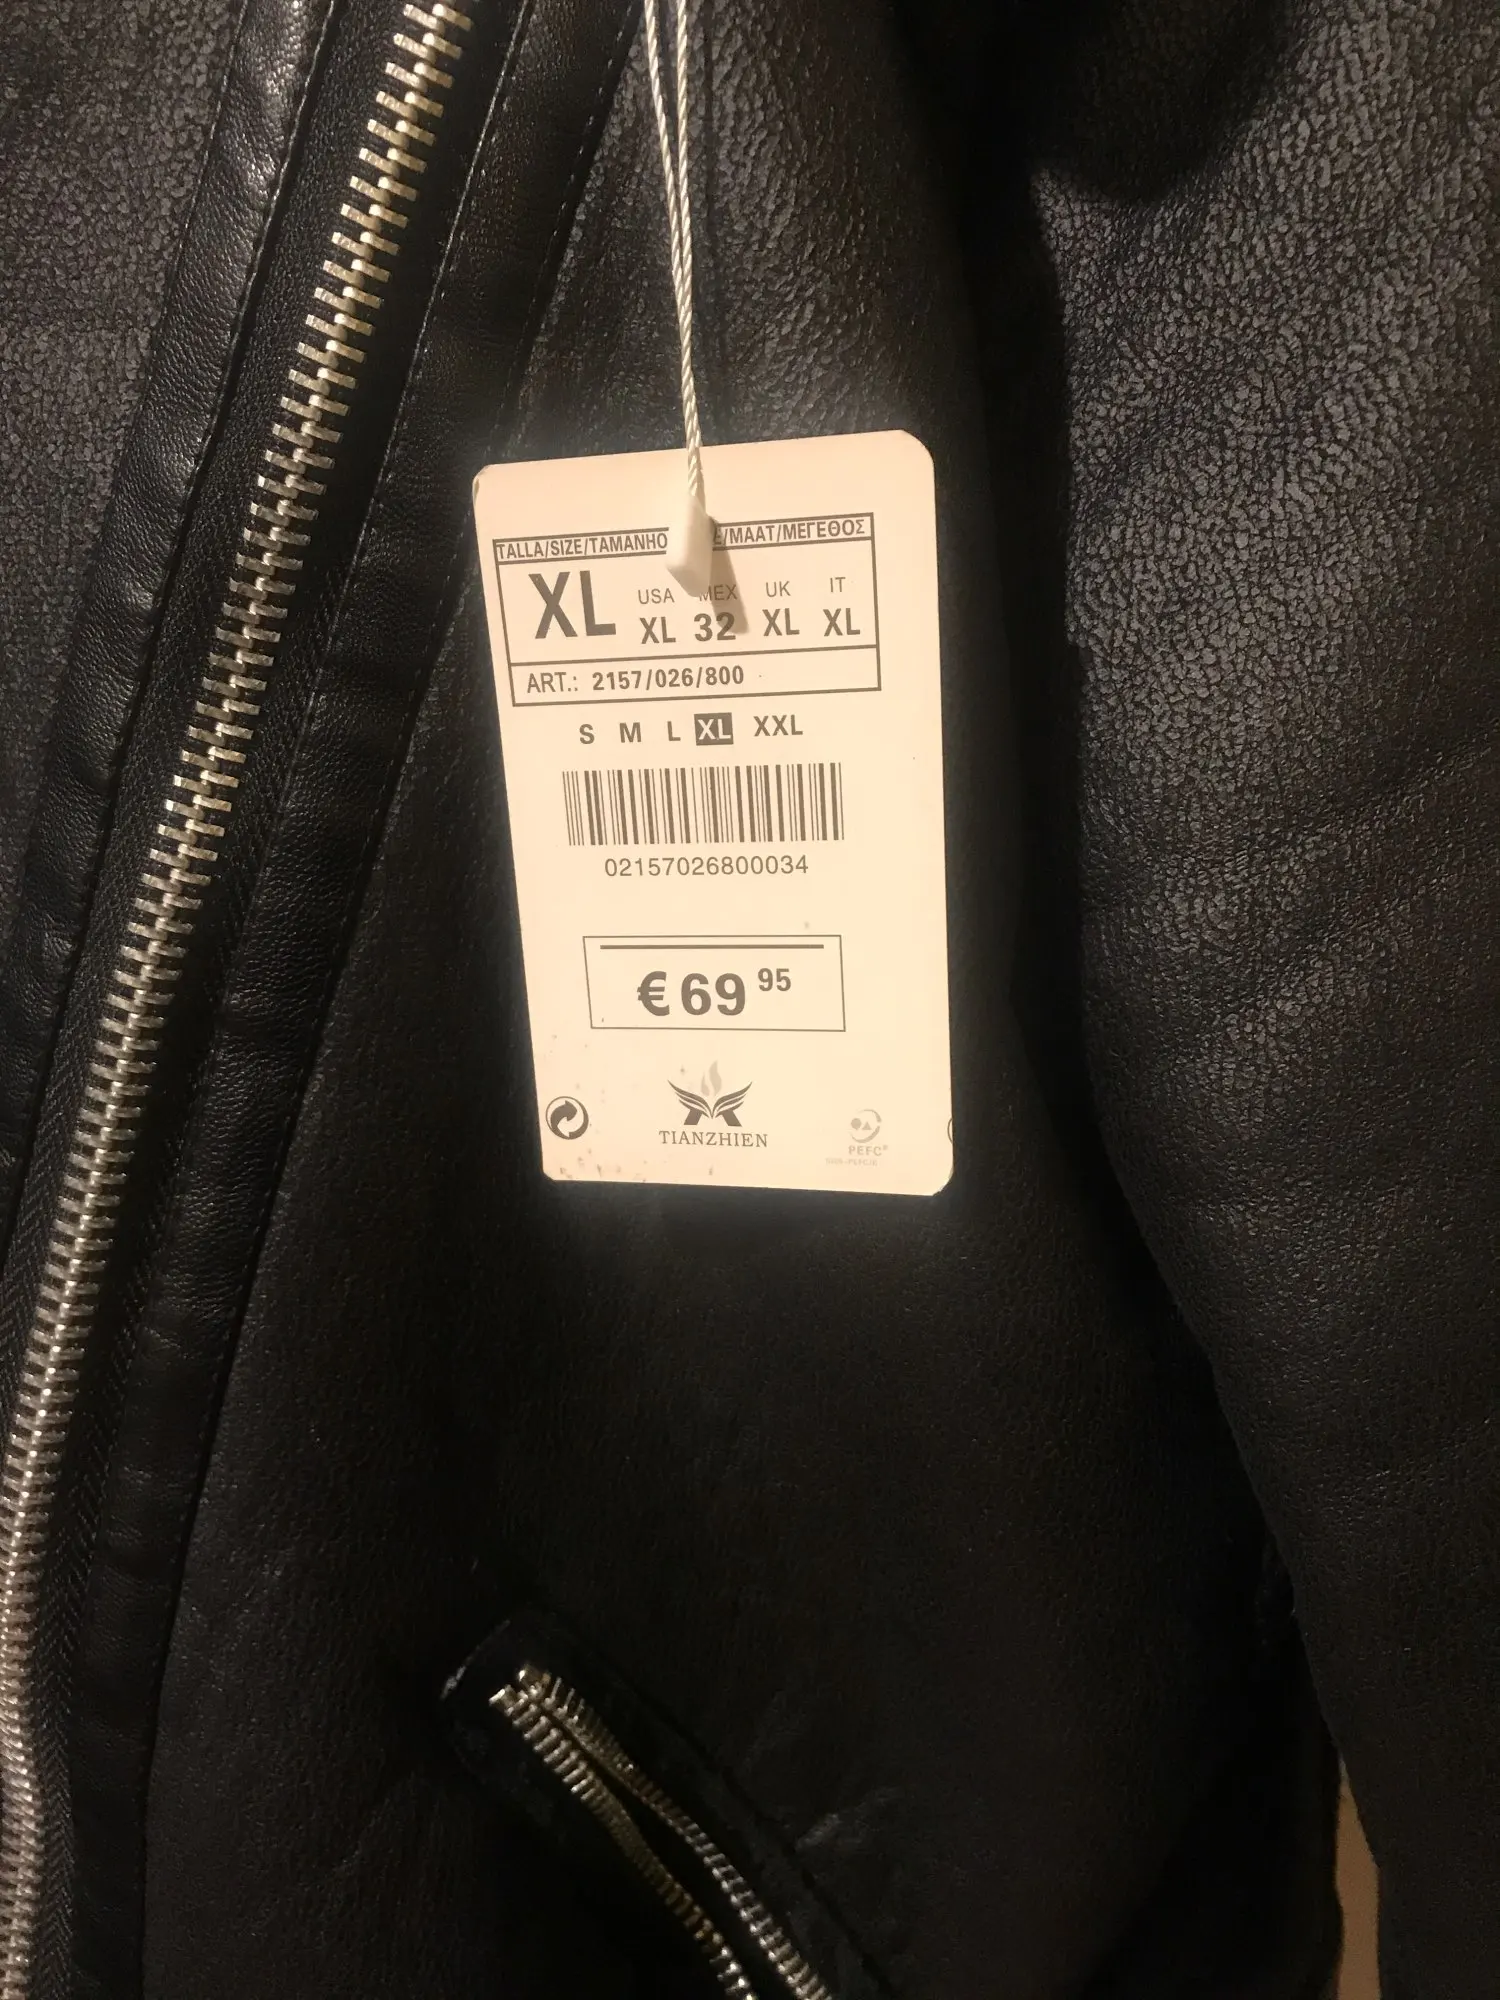 TALLA/SIZE/TAMANHO E/MAAT/ΜΕΓΕΘΟΣ
XL USA MEX UK IT
XL 32 XL XL
ART.: 2157/026/800
S M L XL XXL
02157026800034
€69 95
TIANZHIEN
PEFC